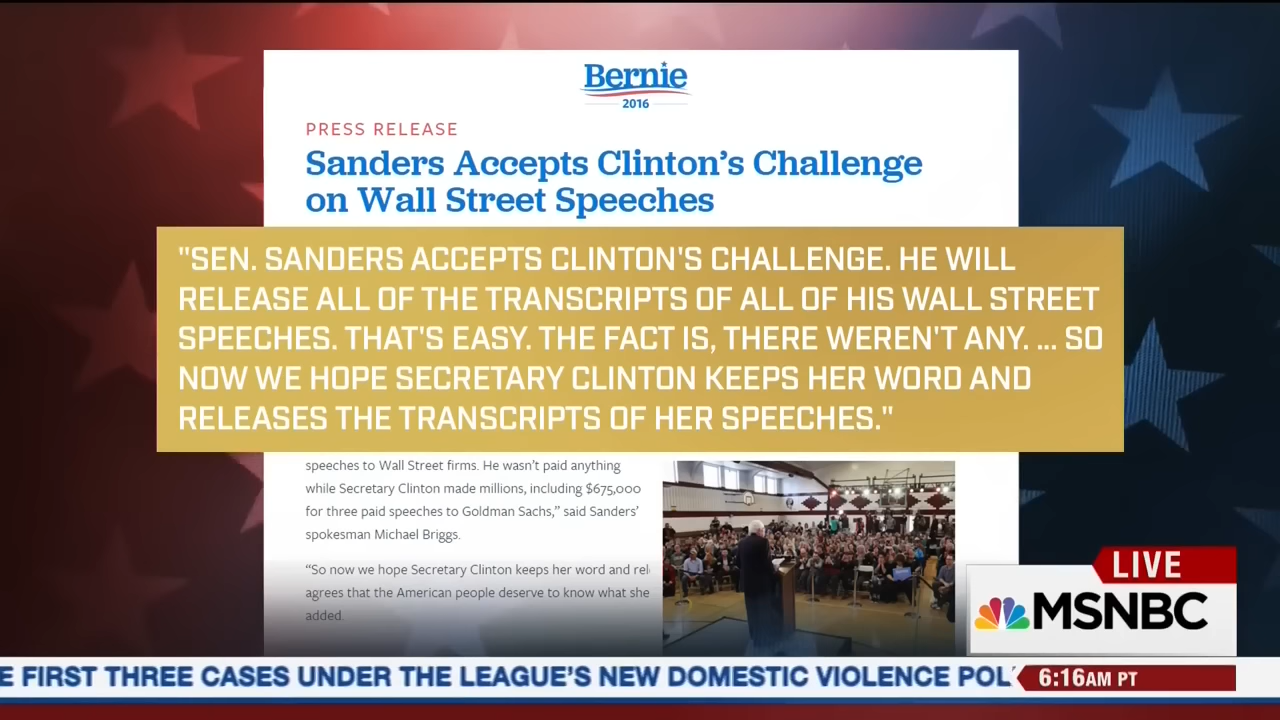 Bernie
2016
PRESS RELEASE
Sanders Accepts Clinton's Challenge
on Wall Street Speeches
"SEN. SANDERS ACCEPTS CLINTON'S CHALLENGE. HE WILL
RELEASE ALL OF THE TRANSCRIPTS OF ALL OF HIS WALL STREET
SPEECHES. THAT'S EASY. THE FACT IS, THERE WEREN'T ANY. ... SO
NOW WE HOPE SECRETARY CLINTON KEEPS HER WORD AND
RELEASES THE TRANSCRIPTS OF HER SPEECHES."
speeches to Wall Street firms. He wasn't paid anything
while Secretary Clinton made millions, including $675,000
for three paid speeches to Goldman Sachs," said Sanders'
spokesman Michael Briggs.
"So now we hope Secretary Clinton keeps her word and rel
agrees that the American people deserve to know what she
added.
LIVE
MSNBC
E FIRST THREE CASES UNDER THE LEAGUE'S NEW DOMESTIC VIOLENCE POL
6:16AM PT